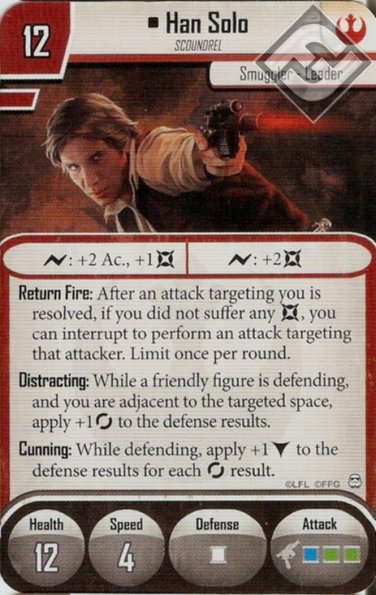 12
Han Solo
SCOUNDREL
Smuggler - Leader
: +2 Ac., +1
: +2
Return Fire: After an attack targeting you is
resolved, if you did not suffer any , you
can interrupt to perform an attack targeting
that attacker. Limit once per round.
Distracting: While a friendly figure is defending,
and you are adjacent to the targeted space,
apply +1 to the defense results.
Cunning: While defending, apply +1 to the
defense results for each result.
©LFL ©FFG
Health Speed Defense Attack
12 4